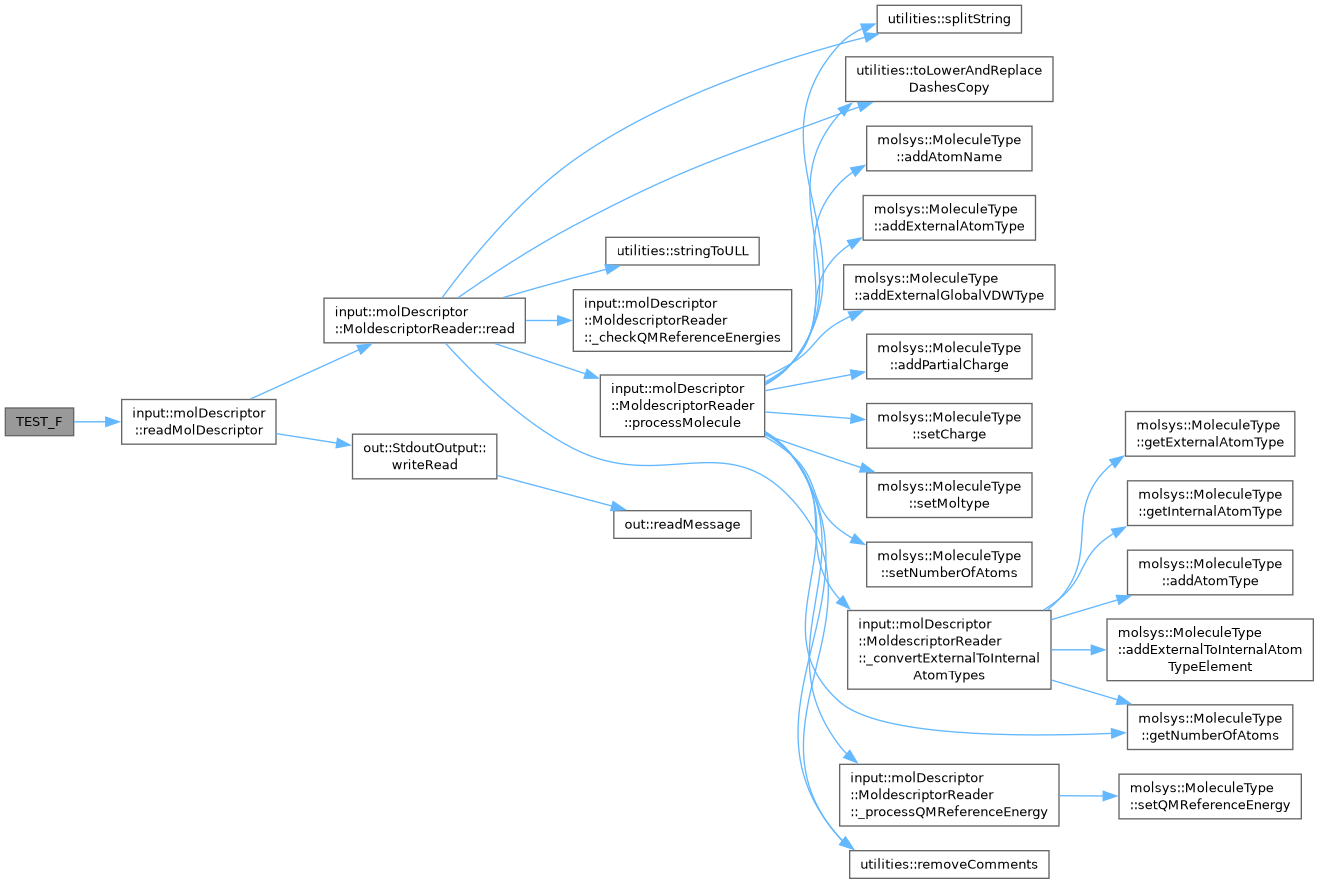 TEST_F
input::molDescriptor
::readMolDescriptor
input::molDescriptor
::MoldescriptorReader::read
out::StdoutOutput::
writeRead
utilities::stringToULL
input::molDescriptor
::MoldescriptorReader
::_checkQMReferenceEnergies
input::molDescriptor
::MoldescriptorReader
::processMolecule
out::readMessage
utilities::splitString
utilities::toLowerAndReplace
DashesCopy
molsys::MoleculeType
::addAtomName
molsys::MoleculeType
::addExternalAtomType
molsys::MoleculeType
::addExternalGlobalVDWType
molsys::MoleculeType
::addPartialCharge
molsys::MoleculeType
::setCharge
molsys::MoleculeType
::setMoltype
molsys::MoleculeType
::setNumberOfAtoms
input::molDescriptor
::MoldescriptorReader
::_convertExternalToInternal
AtomTypes
input::molDescriptor
::MoldescriptorReader
::_processQMReferenceEnergy
utilities::removeComments
molsys::MoleculeType
::getExternalAtomType
molsys::MoleculeType
::getInternalAtomType
molsys::MoleculeType
::addAtomType
molsys::MoleculeType
::addExternalToInternalAtom
TypeElement
molsys::MoleculeType
::getNumberOfAtoms
molsys::MoleculeType
::setQMReferenceEnergy